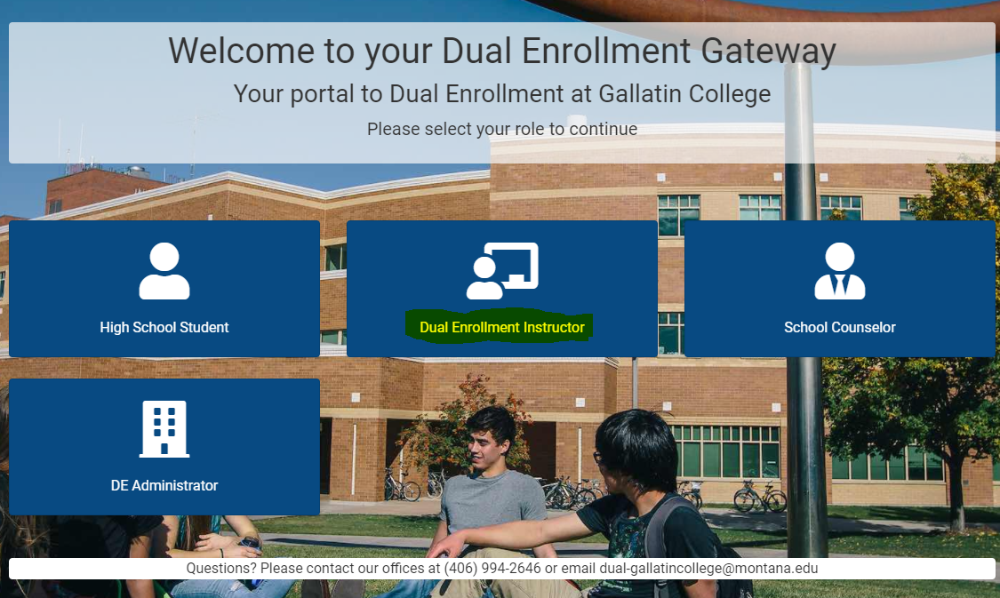 Welcome to your Dual Enrollment Gateway
Your portal to Dual Enrollment at Gallatin College
Please select your role to continue
High School Student
Dual Enrollment Instructor
School Counselor
DE Administrator
Questions? Please contact our offices at (406) 994-2646 or email dual-gallatincollege@montana.edu